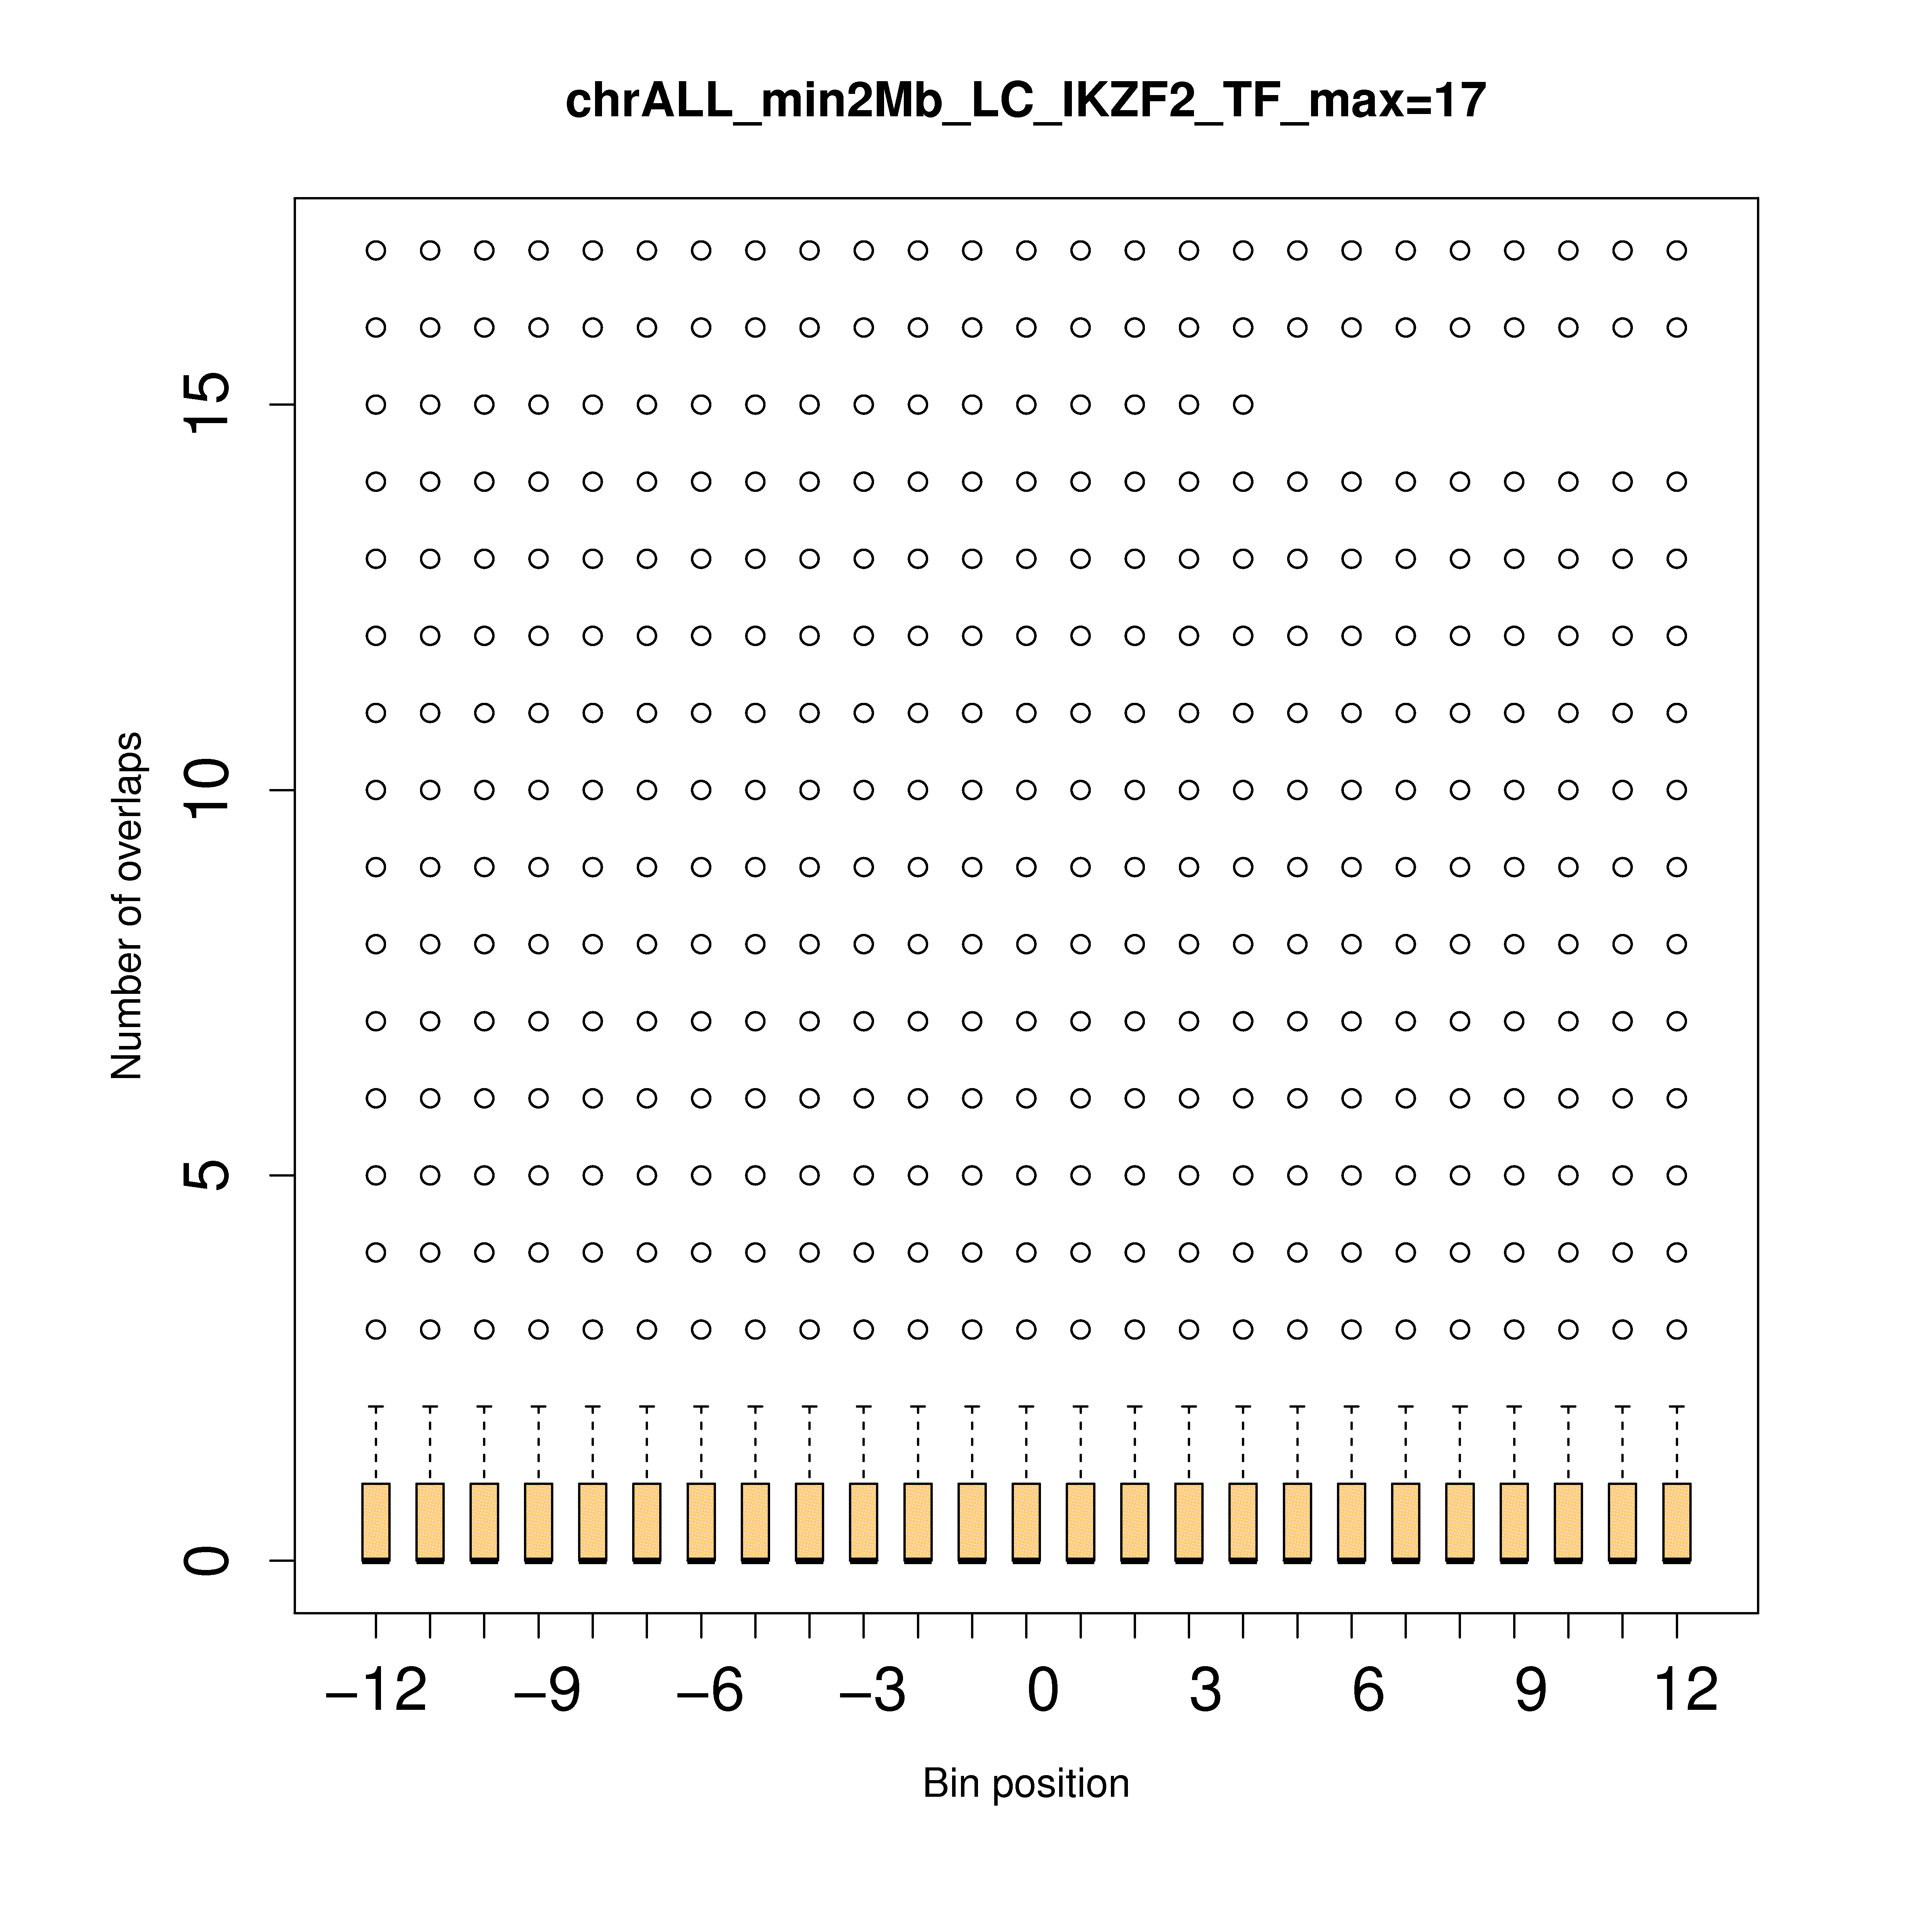 chrALL_min2Mb_LC_IKZF2_TF_max=17
15
10
5
0
Number of overlaps
−12 −9 −6 −3 0 3 6 9 12
Bin position